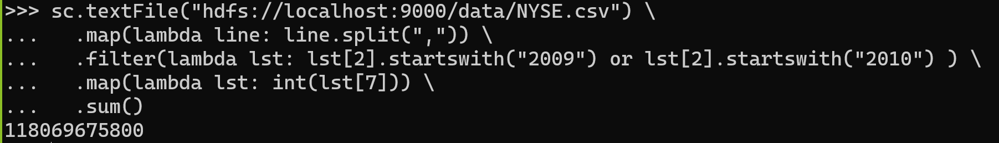 >>> sc.textFile("hdfs://localhost:9000/data/NYSE.csv") \
...   .map(lambda line: line.split(",")) \
...   .filter(lambda lst: lst[2].startswith("2009") or lst[2].startswith("2010") ) \
...   .map(lambda lst: int(lst[7])) \
...   .sum()
118069675800